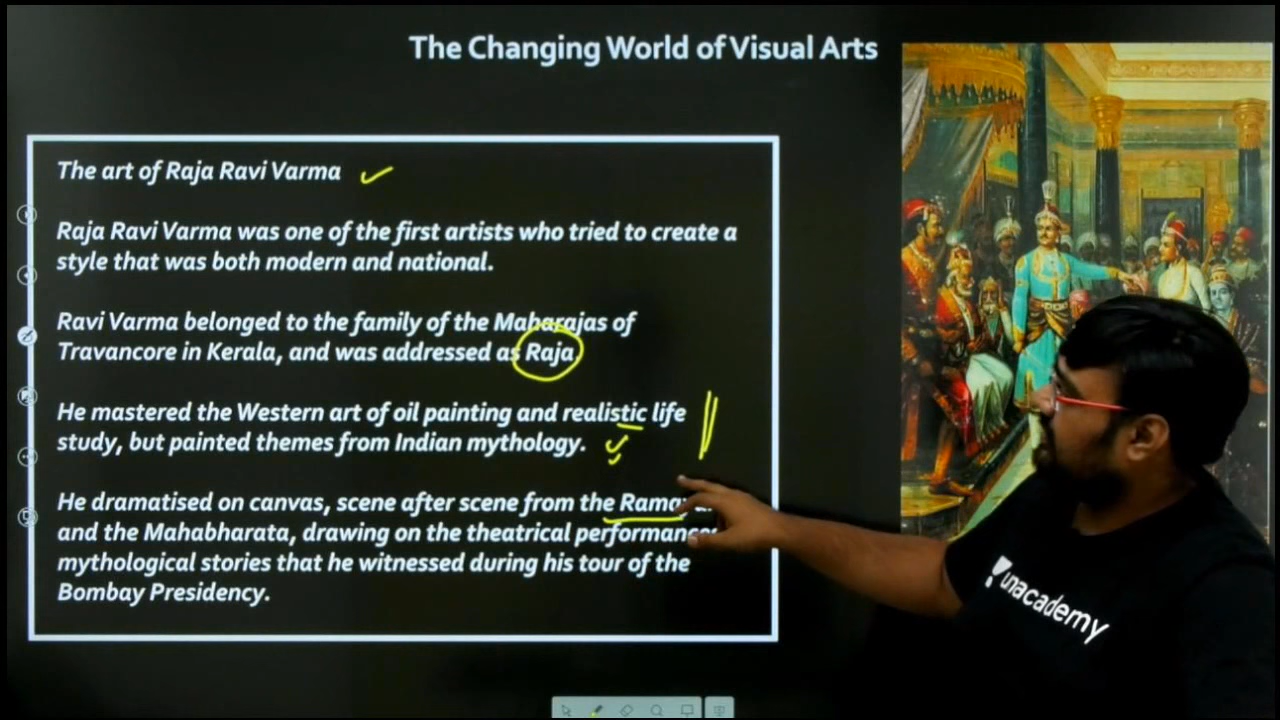 The Changing World of Visual Arts
The art of Raja Ravi Varma
Raja Ravi Varma was one of the first artists who tried to create a
style that was both modern and national.
Ravi Varma belonged to the family of the Maharajas of
Travancore in Kerala, and was addressed as Raja.
He mastered the Western art of oil painting and realistic life
study, but painted themes from Indian mythology.
He dramatised on canvas, scene after scene from the
and the Mahabharata, drawing on the theatrical
mythological stories that he witnessed during his tour of the
Bombay Presidency.
unacademy